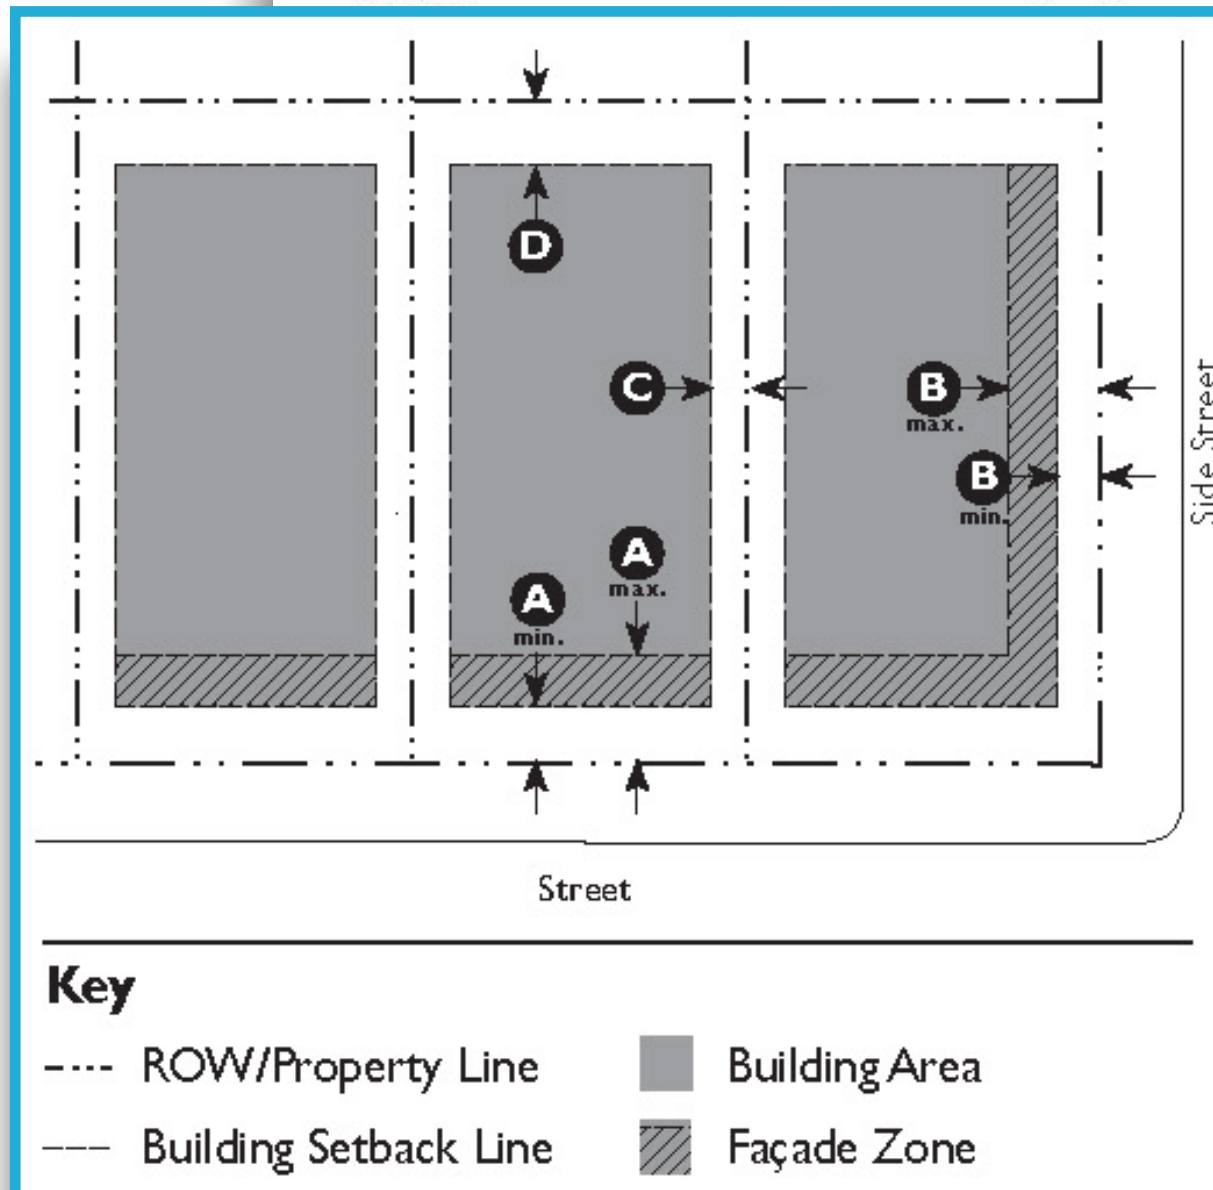 D
C
B
max.
B
min.
A
max.
A
min.
Side Street
Street
Key
ROW/Property Line
Building Area
Building Setback Line
Façade Zone